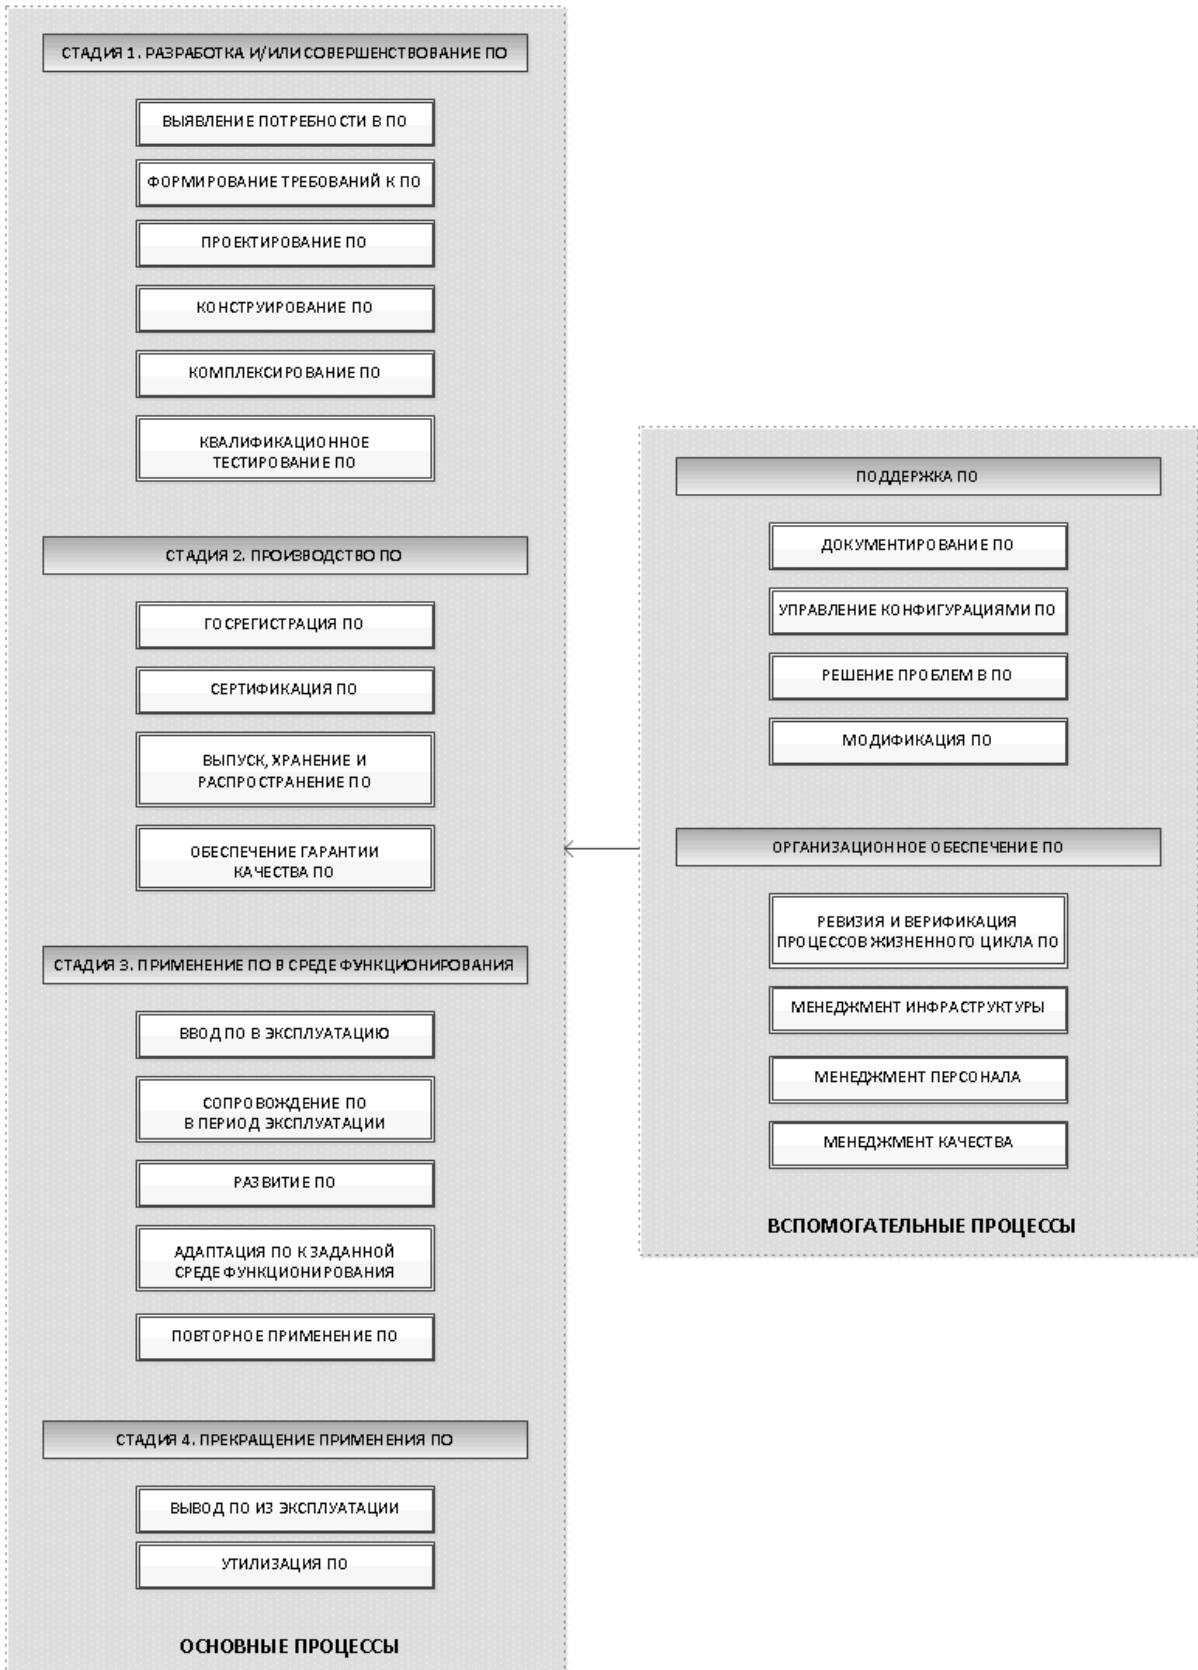 СТАДИЯ 1. РАЗРАБОТКА И/ИЛИ СОВЕРШЕНСТВОВАНИЕ ПО
ВЫЯВЛЕНИЕ ПОТРЕБНОСТИ В ПО
ФОРМИРОВАНИЕ ТРЕБОВАНИЙ К ПО
ПРОЕКТИРОВАНИЕ ПО
КОНСТРУИРОВАНИЕ ПО
КОМПЛЕКСИРОВАНИЕ ПО
КВАЛИФИКАЦИОННОЕ
ТЕСТИРОВАНИЕ ПО
СТАДИЯ 2. ПРОИЗВОДСТВО ПО
ГОСРЕГИСТРАЦИЯ ПО
СЕРТИФИКАЦИЯ ПО
ВЫПУСК, ХРАНЕНИЕ И
РАСПРОСТРАНЕНИЕ ПО
ОБЕСПЕЧЕНИЕ ГАРАНТИИ
КАЧЕСТВА ПО
СТАДИЯ 3. ПРИМЕНЕНИЕ ПО В СРЕДЕ ФУНКЦИОНИРОВАНИЯ
ВВОД ПО В ЭКСПЛУАТАЦИЮ
СОПРОВОЖДЕНИЕ ПО
В ПЕРИОД ЭКСПЛУАТАЦИИ
РАЗВИТИЕ ПО
АДАПТАЦИЯ ПО К ЗАДАННОЙ
СРЕДЕ ФУНКЦИОНИРОВАНИЯ
ПОВТОРНОЕ ПРИМЕНЕНИЕ ПО
СТАДИЯ 4. ПРЕКРАЩЕНИЕ ПРИМЕНЕНИЯ ПО
ВЫВОД ПО ИЗ ЭКСПЛУАТАЦИИ
УТИЛИЗАЦИЯ ПО
ОСНОВНЫЕ ПРОЦЕССЫ
ПОДДЕРЖКА ПО
ДОКУМЕНТИРОВАНИЕ ПО
УПРАВЛЕНИЕ КОНФИГУРАЦИЯМИ ПО
РЕШЕНИЕ ПРОБЛЕМ В ПО
МОДИФИКАЦИЯ ПО
ОРГАНИЗАЦИОННОЕ ОБЕСПЕЧЕНИЕ ПО
РЕВИЗИЯ И ВЕРИФИКАЦИЯ
ПРОЦЕССОВ ЖИЗНЕННОГО ЦИКЛА ПО
МЕНЕДЖМЕНТ ИНФРАСТРУКТУРЫ
МЕНЕДЖМЕНТ ПЕРСОНАЛА
МЕНЕДЖМЕНТ КАЧЕСТВА
ВСПОМОГАТЕЛЬНЫЕ ПРОЦЕССЫ